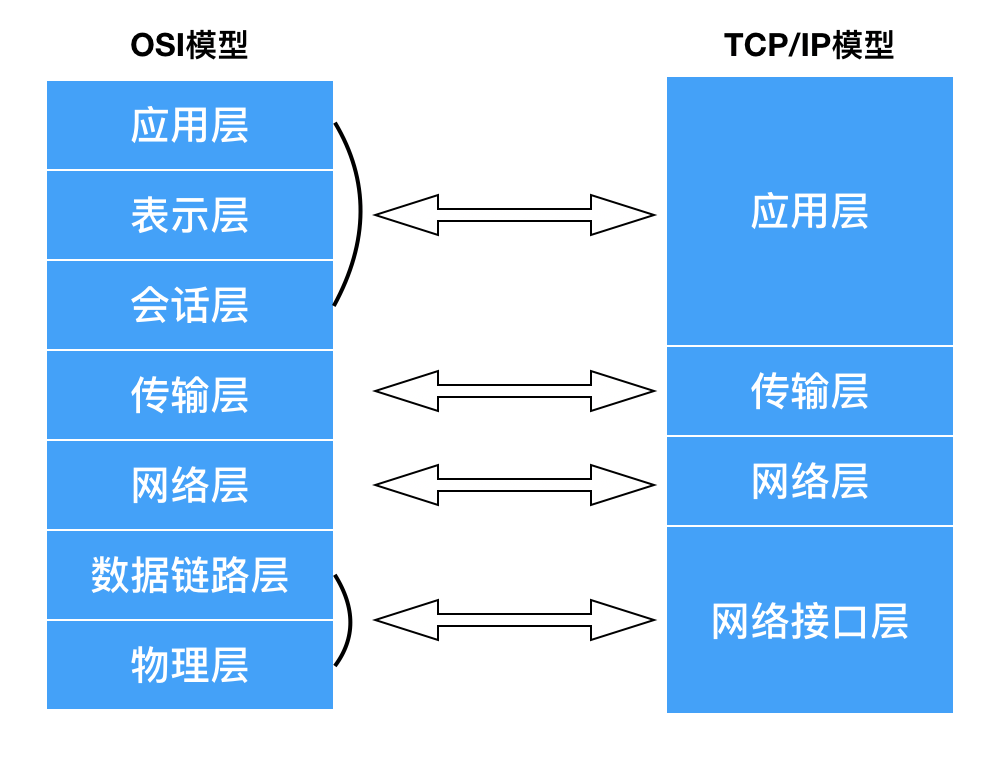 OSI模型
应用层
表示层
会话层
传输层
网络层
数据链路层
物理层
TCP/IP模型
应用层
传输层
网络层
网络接口层